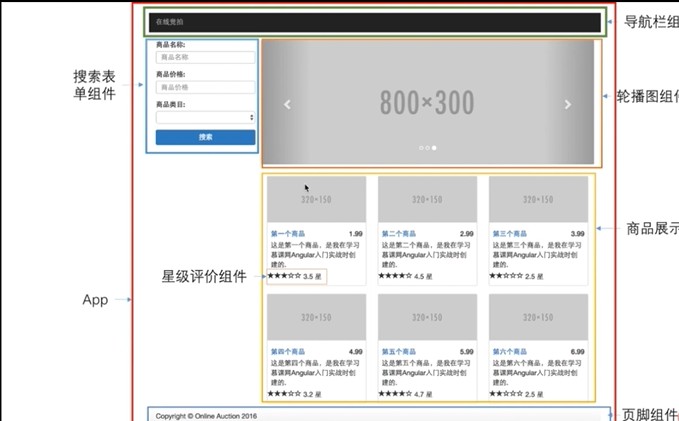 在线竞拍
导航栏组
商品名称:
商品名称
商品价格:
商品价格
商品类目:
搜索
搜索表
单组件
800×300
轮播图组件
320×150
320×150
320×150
第一个商品 1.99
这是第一个商品，是我在学习
慕课网Angular入门实战时创
建的.
★★★☆☆ 3.5 星
第二个商品 2.99
这是第二个商品，是我在学习
慕课网Angular入门实战时创
建的.
★★★★☆ 4.5 星
第三个商品 3.99
这是第三个商品，是我在学习
慕课网Angular入门实战时创
建的.
★★☆☆☆ 2.5 星
商品展示
星级评价组件
App
320×150
320×150
320×150
第四个商品 4.99
这是第四个商品，是我在学习
慕课网Angular入门实战时创
建的.
★★★☆☆ 3.2 星
第五个商品 5.99
这是第五个商品，是我在学习
慕课网Angular入门实战时创
建的.
★★★★☆ 4.7 星
第六个商品 6.99
这是第六个商品，是我在学习
慕课网Angular入门实战时创
建的.
★★☆☆☆ 2.5 星
Copyright © Online Auction 2016
页脚组件